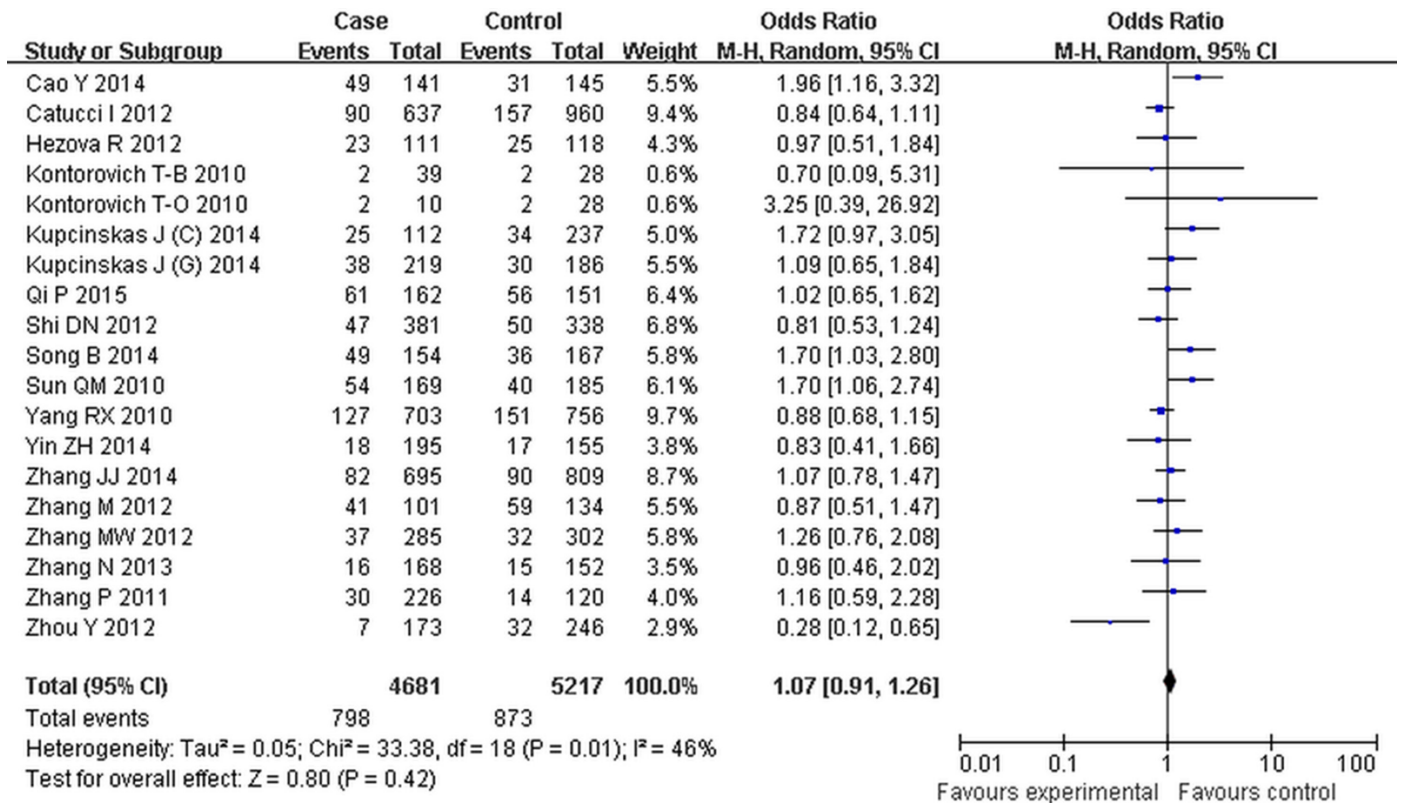 Case Control Odds Ratio Odds Ratio
Study or Subgroup Events Total Events Total Weight M-H, Random, 95% CI M-H, Random, 95% CI
Cao Y 2014 49 141 31 145 5.5% 1.96 [1.16, 3.32]
Catucci I 2012 90 637 157 960 9.4% 0.84 [0.64, 1.11]
Hezova R 2012 23 111 25 118 4.3% 0.97 [0.51, 1.84]
Kontorovich T-B 2010 2 39 2 28 0.6% 0.70 [0.09, 5.31]
Kontorovich T-O 2010 2 10 2 28 0.6% 3.25 [0.39, 26.92]
Kupcinskas J (C) 2014 25 112 34 237 5.0% 1.72 [0.97, 3.05]
Kupcinskas J (G) 2014 38 219 30 186 5.5% 1.09 [0.65, 1.84]
Qi P 2015 61 162 56 151 6.4% 1.02 [0.65, 1.62]
Shi DN 2012 47 381 50 338 6.8% 0.81 [0.53, 1.24]
Song B 2014 49 154 36 167 5.8% 1.70 [1.03, 2.80]
Sun QM 2010 54 169 40 185 6.1% 1.70 [1.06, 2.74]
Yang RX 2010 127 703 151 756 9.7% 0.88 [0.68, 1.15]
Yin ZH 2014 18 195 17 155 3.8% 0.83 [0.41, 1.66]
Zhang JJ 2014 82 695 90 809 8.7% 1.07 [0.78, 1.47]
Zhang M 2012 41 101 59 134 5.5% 0.87 [0.51, 1.47]
Zhang MW 2012 37 285 32 302 5.8% 1.26 [0.76, 2.08]
Zhang N 2013 16 168 15 152 3.5% 0.96 [0.46, 2.02]
Zhang P 2011 30 226 14 120 4.0% 1.16 [0.59, 2.28]
Zhou Y 2012 7 173 32 246 2.9% 0.28 [0.12, 0.65]
Total (95% CI) 4681 5217 100.0% 1.07 [0.91, 1.26]
Total events 798 873
Heterogeneity: Tau² = 0.05; Chi² = 33.38, df = 18 (P = 0.01); I² = 46%
Test for overall effect: Z = 0.80 (P = 0.42)
0.01 0.1 1 10 100
Favours experimental Favours control